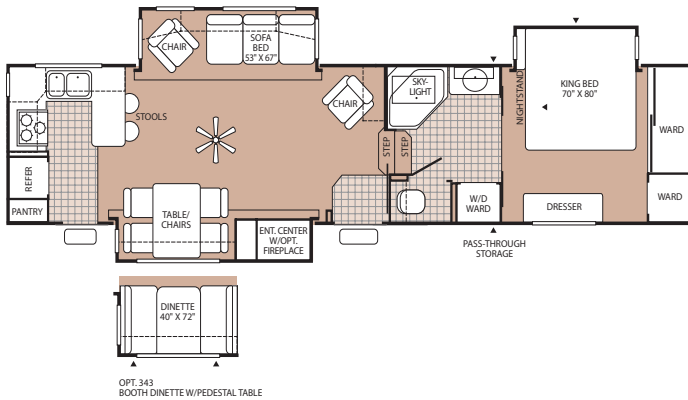 CHAIR
SOFA
BED
53" X 67"
CHAIR
STOOLS
SKY-
LIGHT
STEP
STEP
NIGHTSTAND
KING BED
70" X 80"
WARD
WARD
DRESSER
W/D
WARD
PASS-THROUGH
STORAGE
REFER
PANTRY
TABLE/
CHAIRS
ENT. CENTER
W/OPT.
FIREPLACE
DINETTE
40" X 72"
OPT. 343
BOOTH DINETTE W/PEDESTAL TABLE